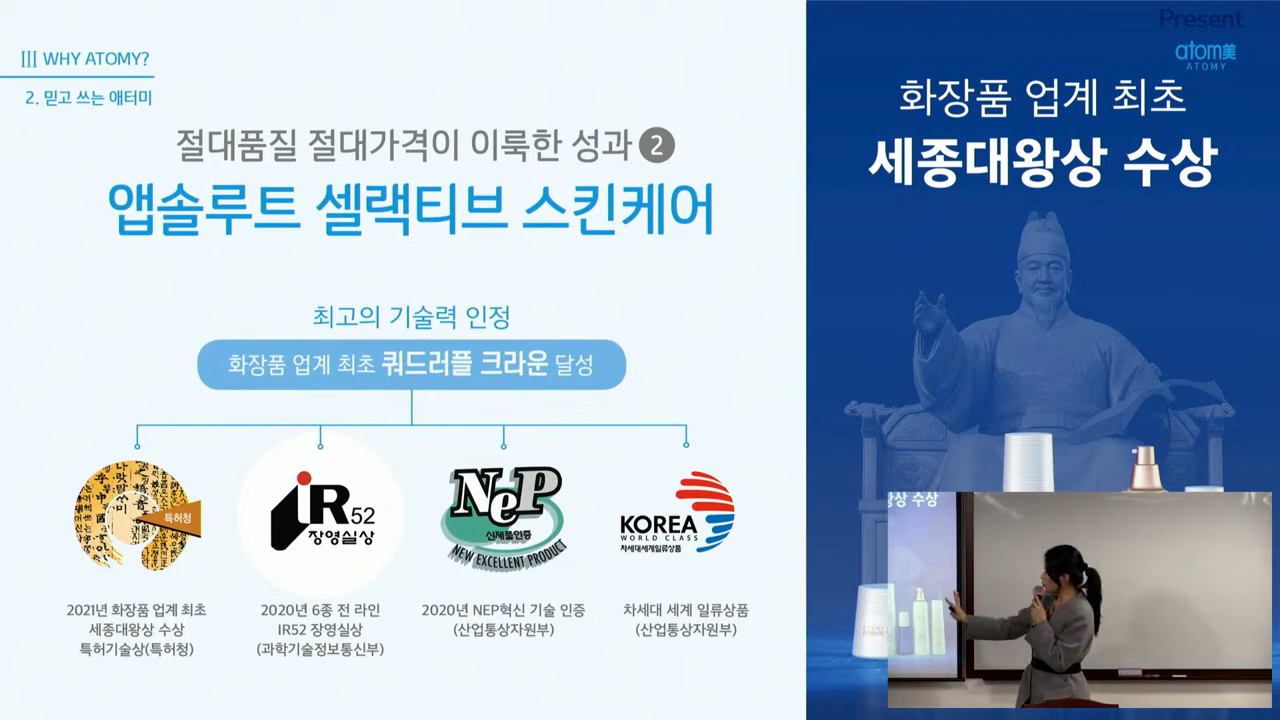 III WHY ATOMY?
2. 믿고 쓰는 애터미
절대품질 절대가격이 이룩한 성과 2
앱솔루트 셀랙티브 스킨케어
최고의 기술력 인정
화장품 업계 최초 쿼드러플 크라운 달성
특허청
2021년 화장품 업계 최초
세종대왕상 수상
특허기술상(특허청)
iR52
장영실상
2020년 6종 전 라인
IR52 장영실상
(과학기술정보통신부)
NeP
신제품인증
NEW EXCELLENT PRODUCT
2020년 NEP혁신 기술 인증
(산업통상자원부)
KOREA
WORLD CLASS
차세대세계일류상품
차세대 세계 일류상품
(산업통상자원부)
Present
atom美
ATOMY
화장품 업계 최초
세종대왕상 수상
상 수상